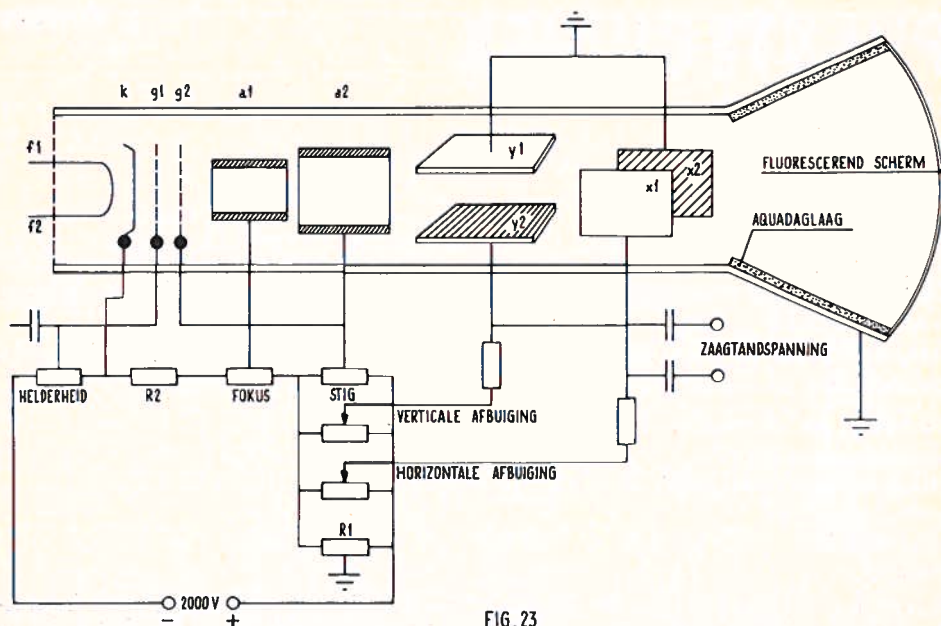 k g1 g2 a1 a2
f1
f2
y1
y2
x1
x2
FLUORESCEREND SCHERM
AQUADAGLAAG
ZAAGTANDSPANNING
HELDERHEID R2 FOKUS STIG
VERTICALE AFBUIGING
HORIZONTALE AFBUIGING
R1
2000 V
− +
FIG. 23